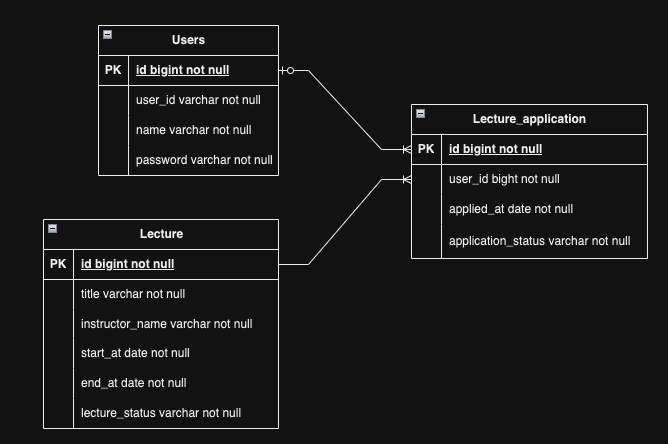 Users
PK id bigint not null
user_id varchar not null
name varchar not null
password varchar not null
Lecture_application
PK id bigint not null
user_id bight not null
applied_at date not null
application_status varchar not null
Lecture
PK id bigint not null
title varchar not null
instructor_name varchar not null
start_at date not null
end_at date not null
lecture_status varchar not null